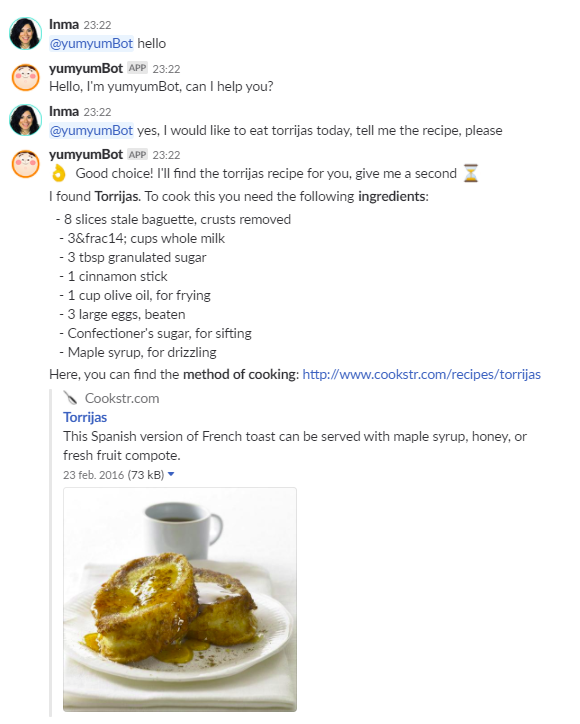 Inma 23:22
@yumyumBot hello
yumyumBot APP 23:22
Hello, I'm yumyumBot, can I help you?
Inma 23:22
@yumyumBot yes, I would like to eat torrijas today, tell me the recipe, please
yumyumBot APP 23:22
👌 Good choice! I'll find the torrijas recipe for you, give me a second ⏳
I found Torrijas. To cook this you need the following ingredients:
- 8 slices stale baguette, crusts removed
- 3&frac14; cups whole milk
- 3 tbsp granulated sugar
- 1 cinnamon stick
- 1 cup olive oil, for frying
- 3 large eggs, beaten
- Confectioner's sugar, for sifting
- Maple syrup, for drizzling
Here, you can find the method of cooking: http://www.cookstr.com/recipes/torrijas
Cookstr.com
Torrijas
This Spanish version of French toast can be served with maple syrup, honey, or
fresh fruit compote.
23 feb. 2016 (73 kB)